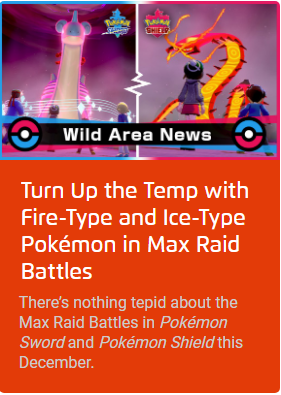 POKÉMON SWORD
POKÉMON SHIELD
Wild Area News
Turn Up the Temp with
Fire-Type and Ice-Type
Pokémon in Max Raid
Battles
There's nothing tepid about the
Max Raid Battles in Pokémon
Sword and Pokémon Shield this
December.